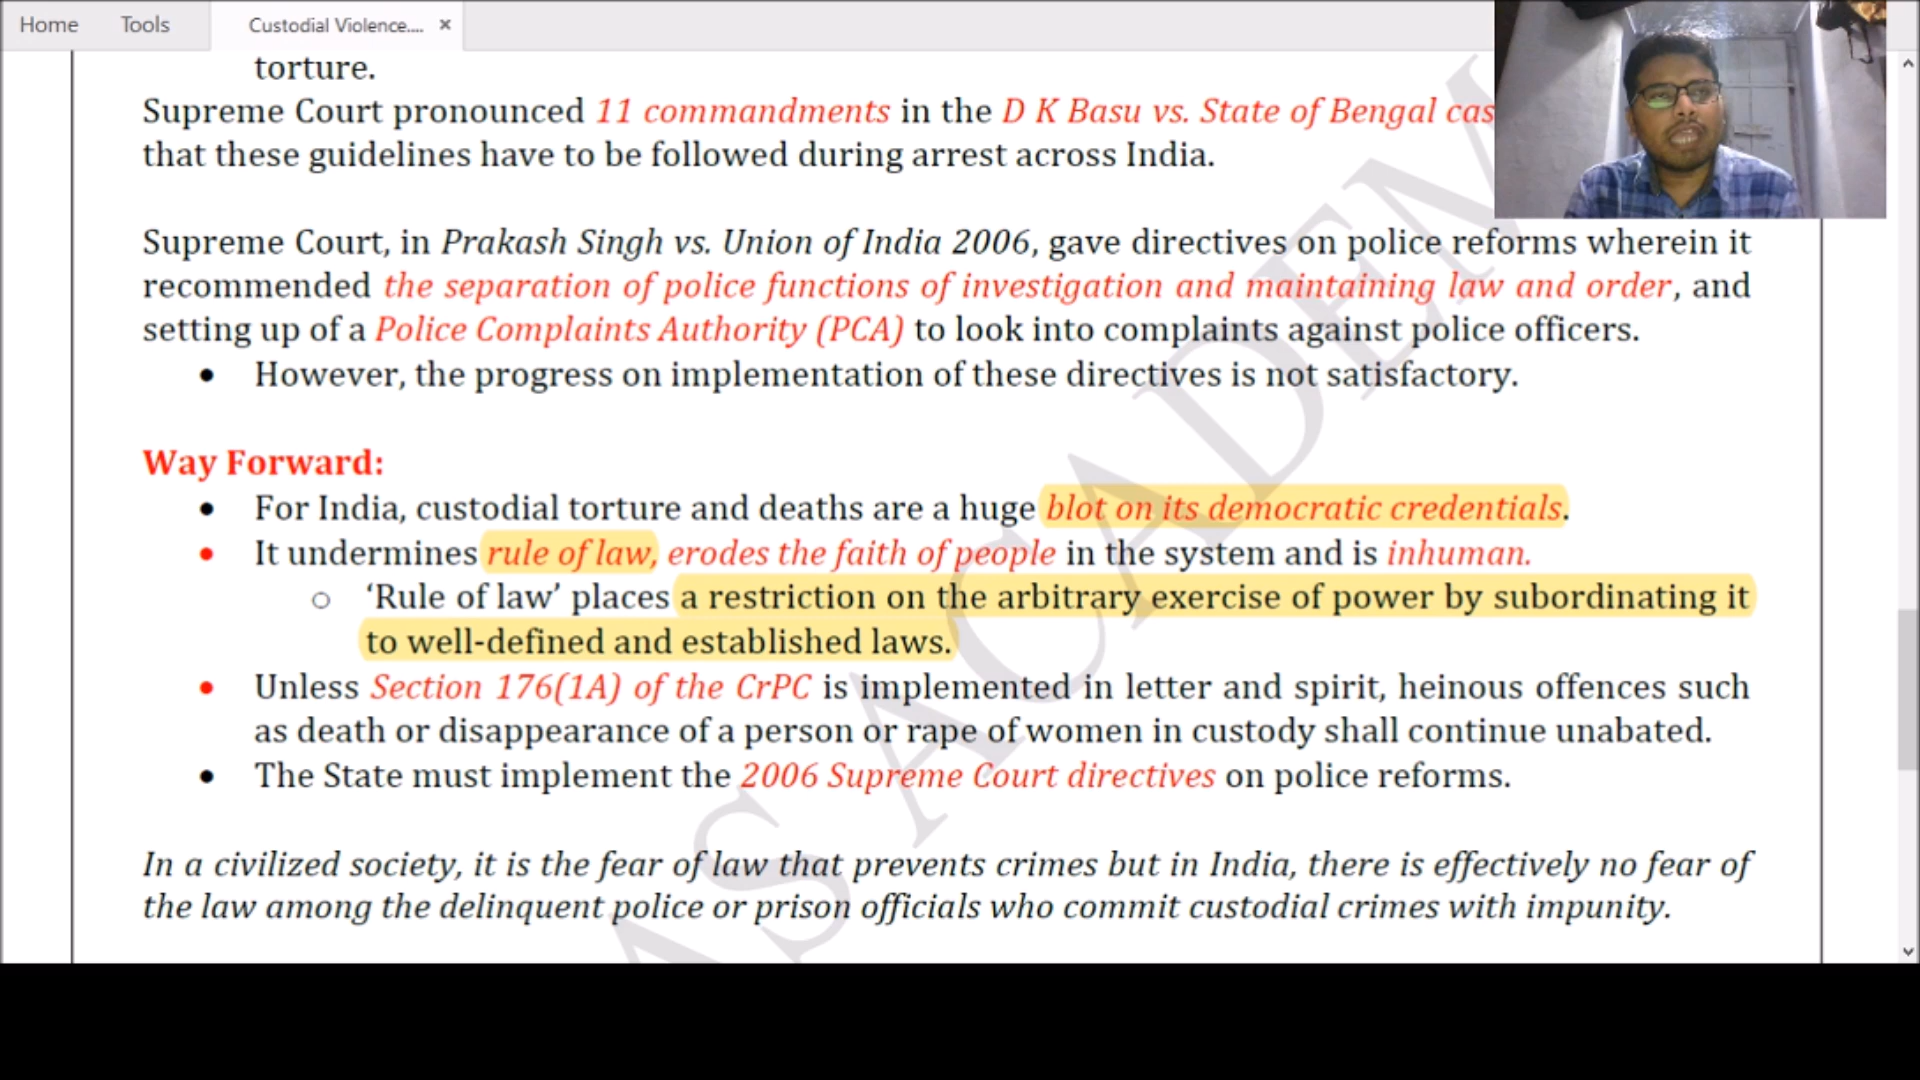 Home Tools Custodial Violence.... ×
torture.
Supreme Court pronounced 11 commandments in the D K Basu vs. State of Bengal cas
that these guidelines have to be followed during arrest across India.
Supreme Court, in Prakash Singh vs. Union of India 2006, gave directives on police reforms wherein it
recommended the separation of police functions of investigation and maintaining law and order, and
setting up of a Police Complaints Authority (PCA) to look into complaints against police officers.
• However, the progress on implementation of these directives is not satisfactory.
Way Forward:
• For India, custodial torture and deaths are a huge blot on its democratic credentials.
• It undermines rule of law, erodes the faith of people in the system and is inhuman.
o ‘Rule of law’ places a restriction on the arbitrary exercise of power by subordinating it
to well-defined and established laws.
• Unless Section 176(1A) of the CrPC is implemented in letter and spirit, heinous offences such
as death or disappearance of a person or rape of women in custody shall continue unabated.
• The State must implement the 2006 Supreme Court directives on police reforms.
In a civilized society, it is the fear of law that prevents crimes but in India, there is effectively no fear of
the law among the delinquent police or prison officials who commit custodial crimes with impunity.
AS ACADEM